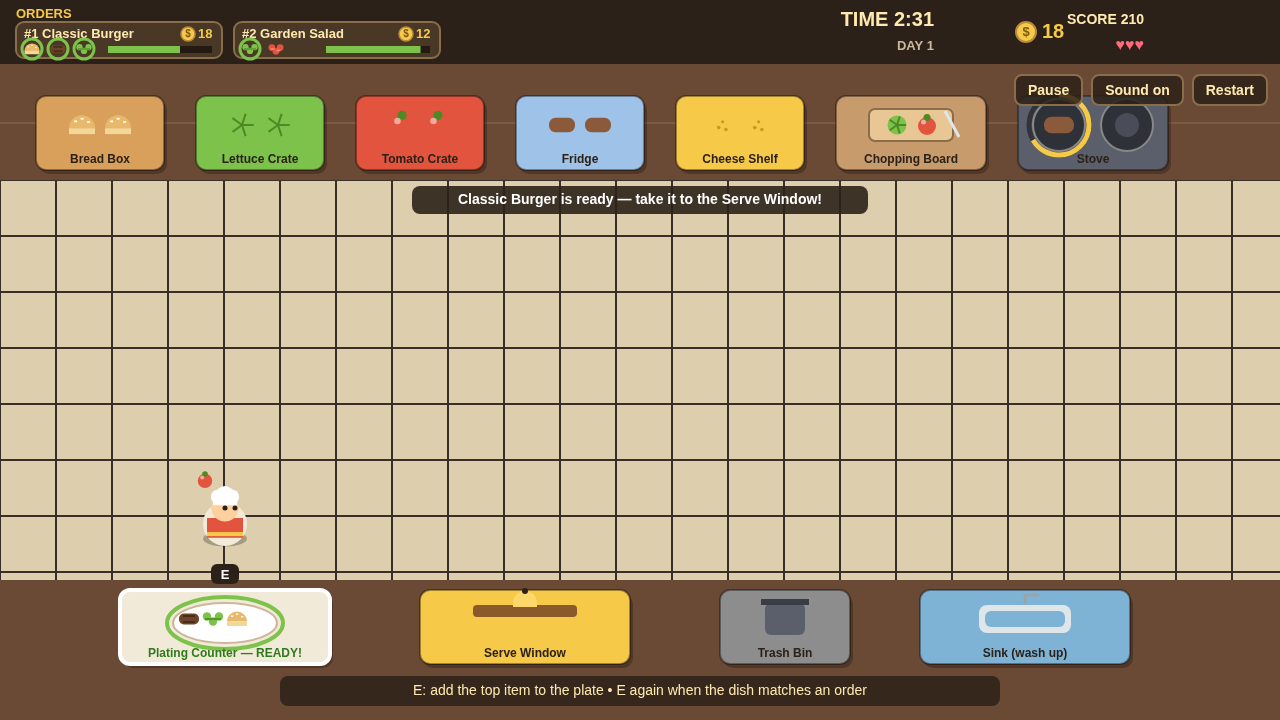 ORDERS
#1 Classic Burger $ 18
#2 Garden Salad $ 12
TIME 2:31
DAY 1
$ 18
SCORE 210
♥♥♥
Pause
Sound on
Restart
Bread Box
Lettuce Crate
Tomato Crate
Fridge
Cheese Shelf
Chopping Board
Stove
Classic Burger is ready — take it to the Serve Window!
E
Plating Counter — READY!
Serve Window
Trash Bin
Sink (wash up)
E: add the top item to the plate • E again when the dish matches an order